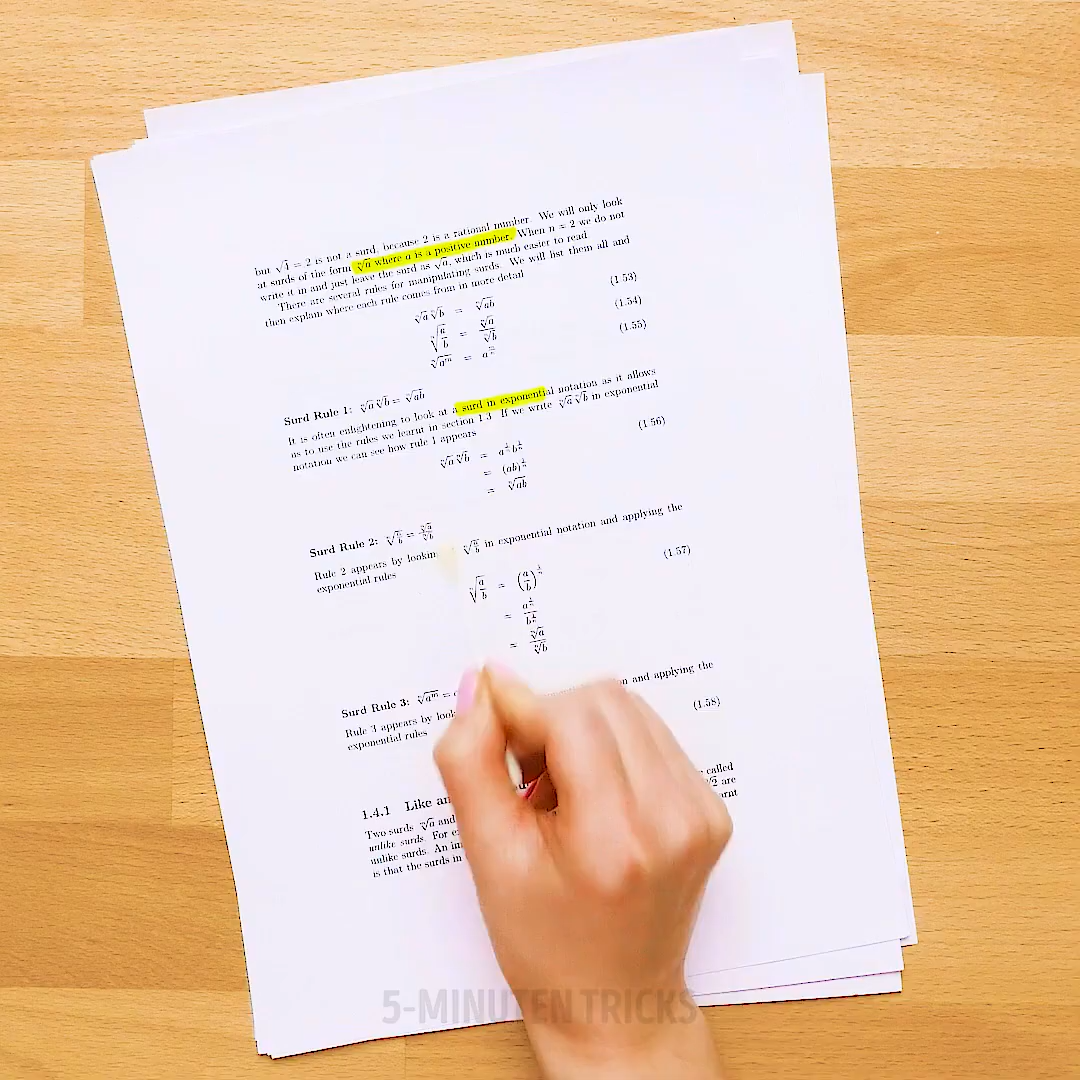 but √4 = 2 is not a surd, because 2 is a rational number. We will only look
at surds of the form ⁿ√a where a is a positive number. When n = 2 we do not
write it in and just leave the surd as √a, which is much easier to read
There are several rules for manipulating surds. We will list them all and
then explain where each rule comes from in more detail
ⁿ√a ⁿ√b = ⁿ√ab (1.53)
ⁿ√(a/b) = ⁿ√a / ⁿ√b (1.54)
ⁿ√aᵐ = a^(m/n) (1.55)
Surd Rule 1: ⁿ√a ⁿ√b = ⁿ√ab
It is often enlightening to look at a surd in exponential notation as it allows
us to use the rules we learnt in section 1.3. If we write ⁿ√a ⁿ√b in exponential
notation we can see how rule 1 appears
ⁿ√a ⁿ√b = a^(1/n) b^(1/n) (1.56)
= (ab)^(1/n)
= ⁿ√ab
Surd Rule 2: ⁿ√(a/b) = ⁿ√a / ⁿ√b
Rule 2 appears by lookin ⁿ√(a/b) in exponential notation and applying the
exponential rules
ⁿ√(a/b) = (a/b)^(1/n) (1.57)
= a^(1/n) / b^(1/n)
= ⁿ√a / ⁿ√b
Surd Rule 3: ⁿ√aᵐ =
Rule 3 appears by look on and applying the
exponential rules (1.58)
1.4.1 Like an
Two surds ᵐ√a and called
unlike surds. For e are
unlike surds. An in rnt
is that the surds in
5-MINUTEN TRICKS